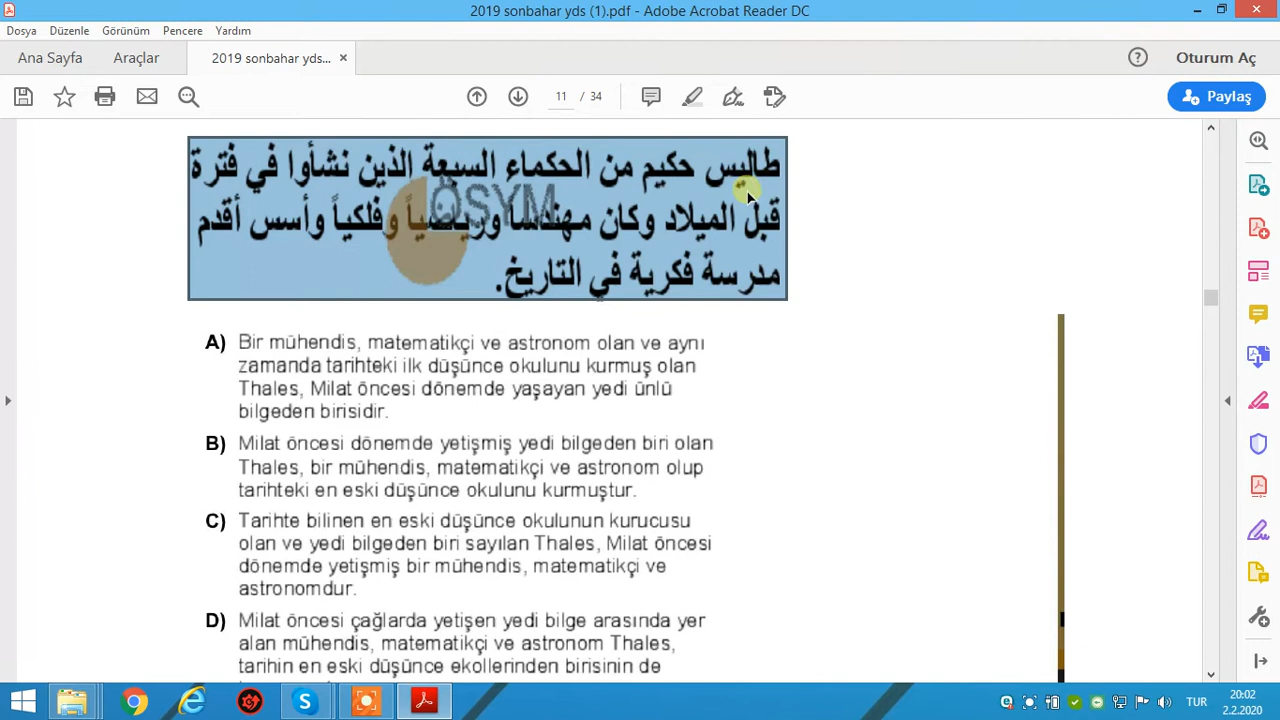 2019 sonbahar yds (1).pdf - Adobe Acrobat Reader DC
Dosya Düzenle Görünüm Pencere Yardım
Ana Sayfa Araçlar 2019 sonbahar yds... × Oturum Aç
11 / 34 Paylaş
طاليس حكيم من الحكماء السبعة الذين نشأوا في فترة
قبل الميلاد وكان مهندسا ورياضياً وفلكياً وأسس أقدم
مدرسة فكرية في التاريخ.
ÖSYM
A) Bir mühendis, matematikçi ve astronom olan ve aynı
zamanda tarihteki ilk düşünce okulunu kurmuş olan
Thales, Milat öncesi dönemde yaşayan yedi ünlü
bilgeden birisidir.
B) Milat öncesi dönemde yetişmiş yedi bilgeden biri olan
Thales, bir mühendis, matematikçi ve astronom olup
tarihteki en eski düşünce okulunu kurmuştur.
C) Tarihte bilinen en eski düşünce okulunun kurucusu
olan ve yedi bilgeden biri sayılan Thales, Milat öncesi
dönemde yetişmiş bir mühendis, matematikçi ve
astronomdur.
D) Milat öncesi çağlarda yetişen yedi bilge arasında yer
alan mühendis, matematikçi ve astronom Thales,
tarihin en eski düşünce ekollerinden birisinin de
TUR 20:02
2.2.2020